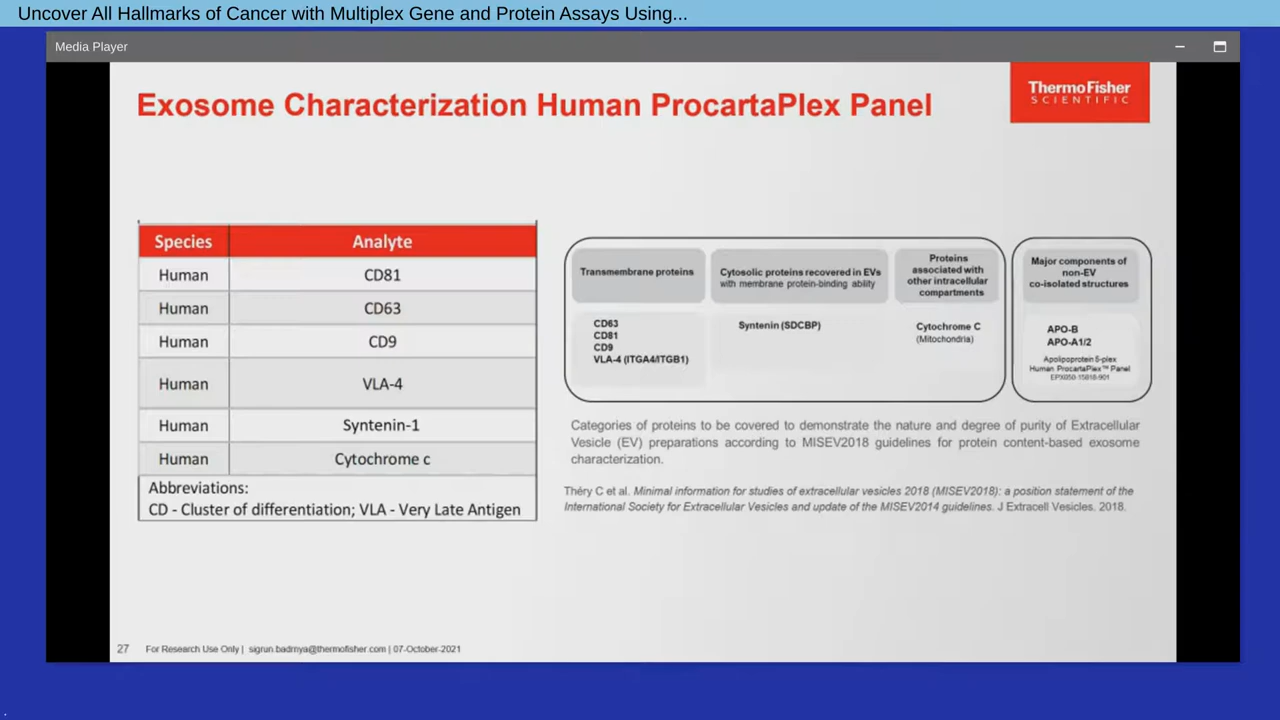 Uncover All Hallmarks of Cancer with Multiplex Gene and Protein Assays Using...
Media Player
Exosome Characterization Human ProcartaPlex Panel
ThermoFisher
SCIENTIFIC
Species Analyte
Human CD81
Human CD63
Human CD9
Human VLA-4
Human Syntenin-1
Human Cytochrome c
Abbreviations:
CD - Cluster of differentiation; VLA - Very Late Antigen
Transmembrane proteins
CD63
CD81
CD9
VLA-4 (ITGA4/ITGB1)
Cytosolic proteins recovered in EVs
with membrane protein-binding ability
Syntenin (SDCBP)
Proteins
associated with
other intracellular
compartments
Cytochrome C
(Mitochondria)
Major components of
non-EV
co-isolated structures
APO-B
APO-A1/2
Apolipoprotein 5-plex
Human ProcartaPlex™ Panel
Categories of proteins to be covered to demonstrate the nature and degree of purity of Extracellular
Vesicle (EV) preparations according to MISEV2018 guidelines for protein content-based exosome
characterization.
Théry C et al. Minimal information for studies of extracellular vesicles 2018 (MISEV2018): a position statement of the
International Society for Extracellular Vesicles and update of the MISEV2014 guidelines. J Extracell Vesicles. 2018.
27 For Research Use Only | sigrun.badrnya@thermofisher.com | 07-October-2021